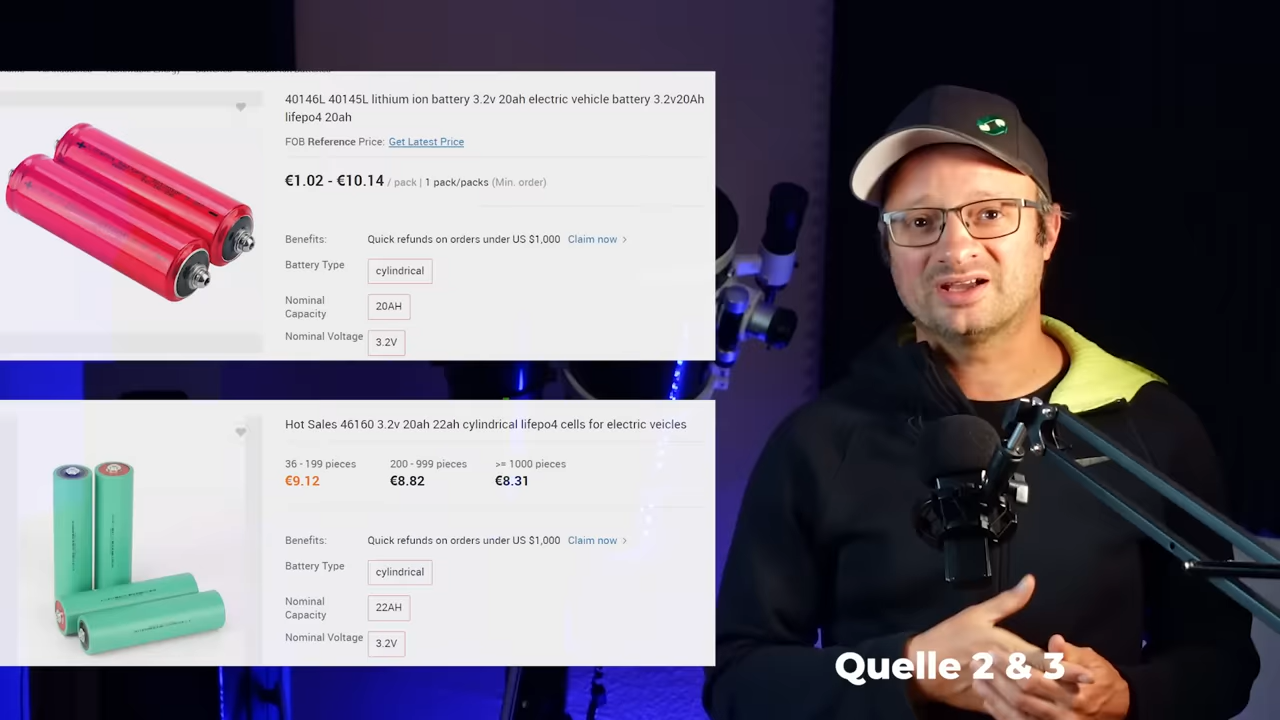 40146L 40145L lithium ion battery 3.2v 20ah electric vehicle battery 3.2v20Ah
lifepo4 20ah
FOB Reference Price: Get Latest Price
€1.02 - €10.14 / pack | 1 pack/packs (Min. order)
Benefits: Quick refunds on orders under US $1,000 Claim now >
Battery Type cylindrical
Nominal
Capacity 20AH
Nominal Voltage 3.2V
Hot Sales 46160 3.2v 20ah 22ah cylindrical lifepo4 cells for electric veicles
36 - 199 pieces 200 - 999 pieces >= 1000 pieces
€9.12 €8.82 €8.31
Benefits: Quick refunds on orders under US $1,000 Claim now >
Battery Type cylindrical
Nominal
Capacity 22AH
Nominal Voltage 3.2V
Quelle 2 & 3